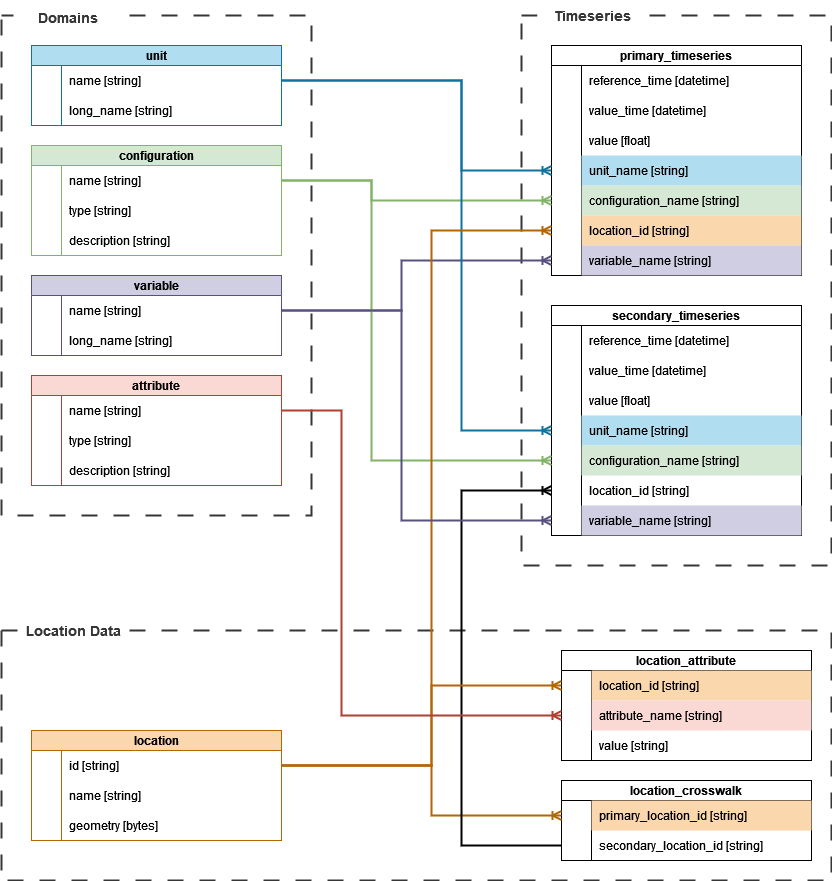 Domains
unit
name [string]
long_name [string]
configuration
name [string]
type [string]
description [string]
variable
name [string]
long_name [string]
attribute
name [string]
type [string]
description [string]
Timeseries
primary_timeseries
reference_time [datetime]
value_time [datetime]
value [float]
unit_name [string]
configuration_name [string]
location_id [string]
variable_name [string]
secondary_timeseries
reference_time [datetime]
value_time [datetime]
value [float]
unit_name [string]
configuration_name [string]
location_id [string]
variable_name [string]
Location Data
location
id [string]
name [string]
geometry [bytes]
location_attribute
location_id [string]
attribute_name [string]
value [string]
location_crosswalk
primary_location_id [string]
secondary_location_id [string]